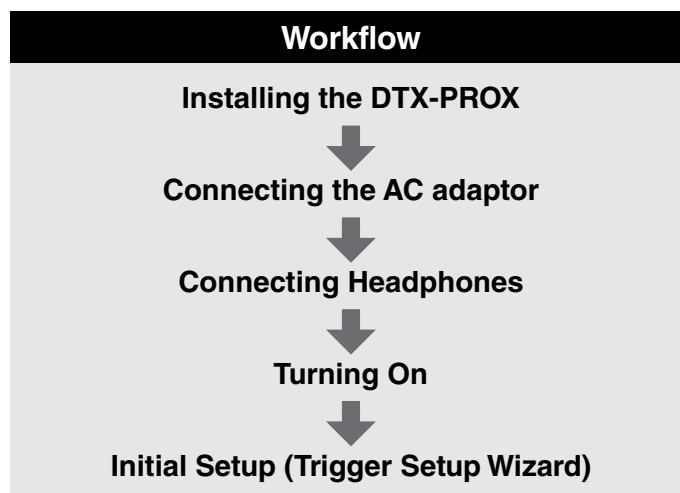 Workflow
Installing the DTX-PROX
Connecting the AC adaptor
Connecting Headphones
Turning On
Initial Setup (Trigger Setup Wizard)